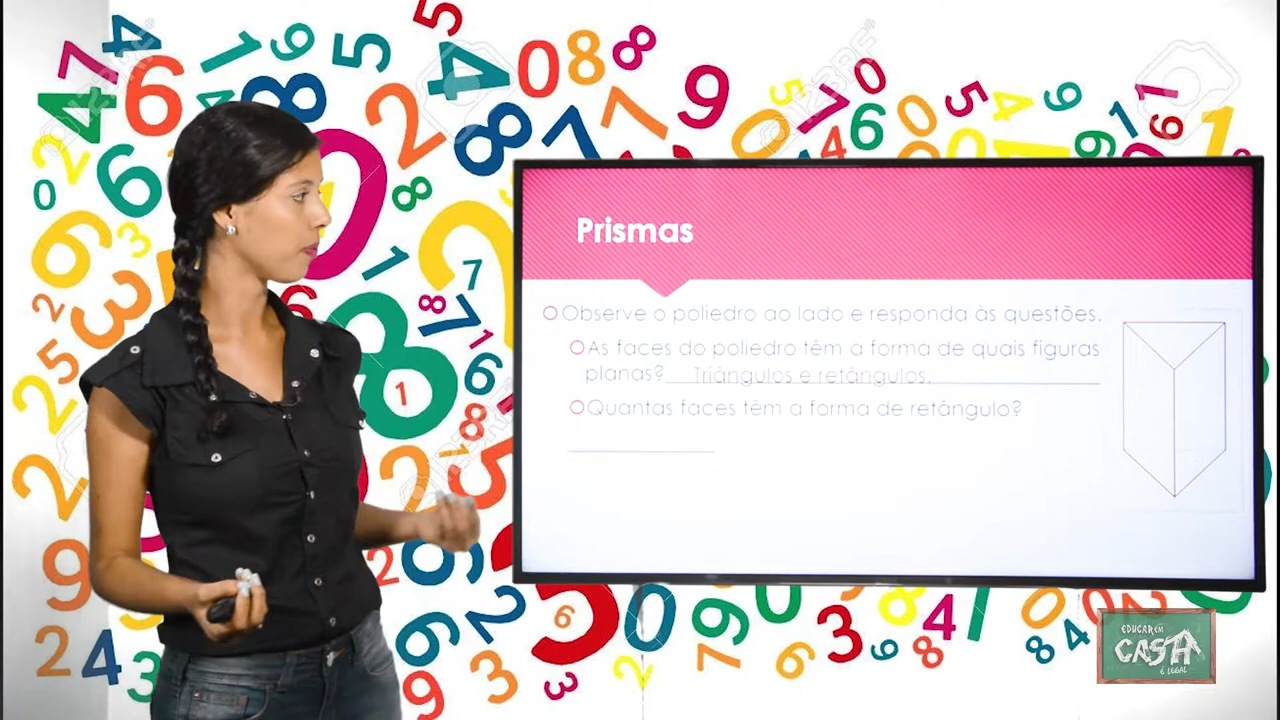 Prismas
Observe o poliedro ao lado e responda às questões.
As faces do poliedro têm a forma de quais figuras
planas? Triângulos e retângulos.
Quantas faces têm a forma de retângulo?
EDUCAR EM
CASA
É LEGAL